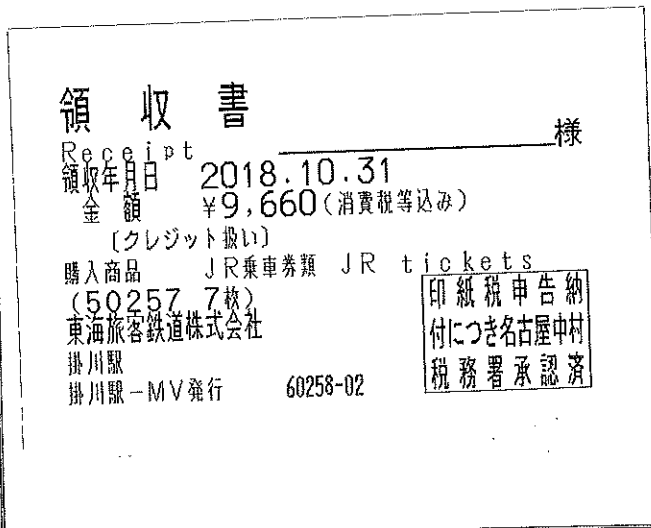 領収書
Receipt 様
領収年月日 2018.10.31
金額 ¥9,660(消費税等込み)
〔クレジット扱い〕
購入商品 JR乗車券類 JR tickets
(50257 7枚)
東海旅客鉄道株式会社
掛川駅
掛川駅-MV発行 60258-02
印紙税申告納
付につき名古屋中村
税務署承認済